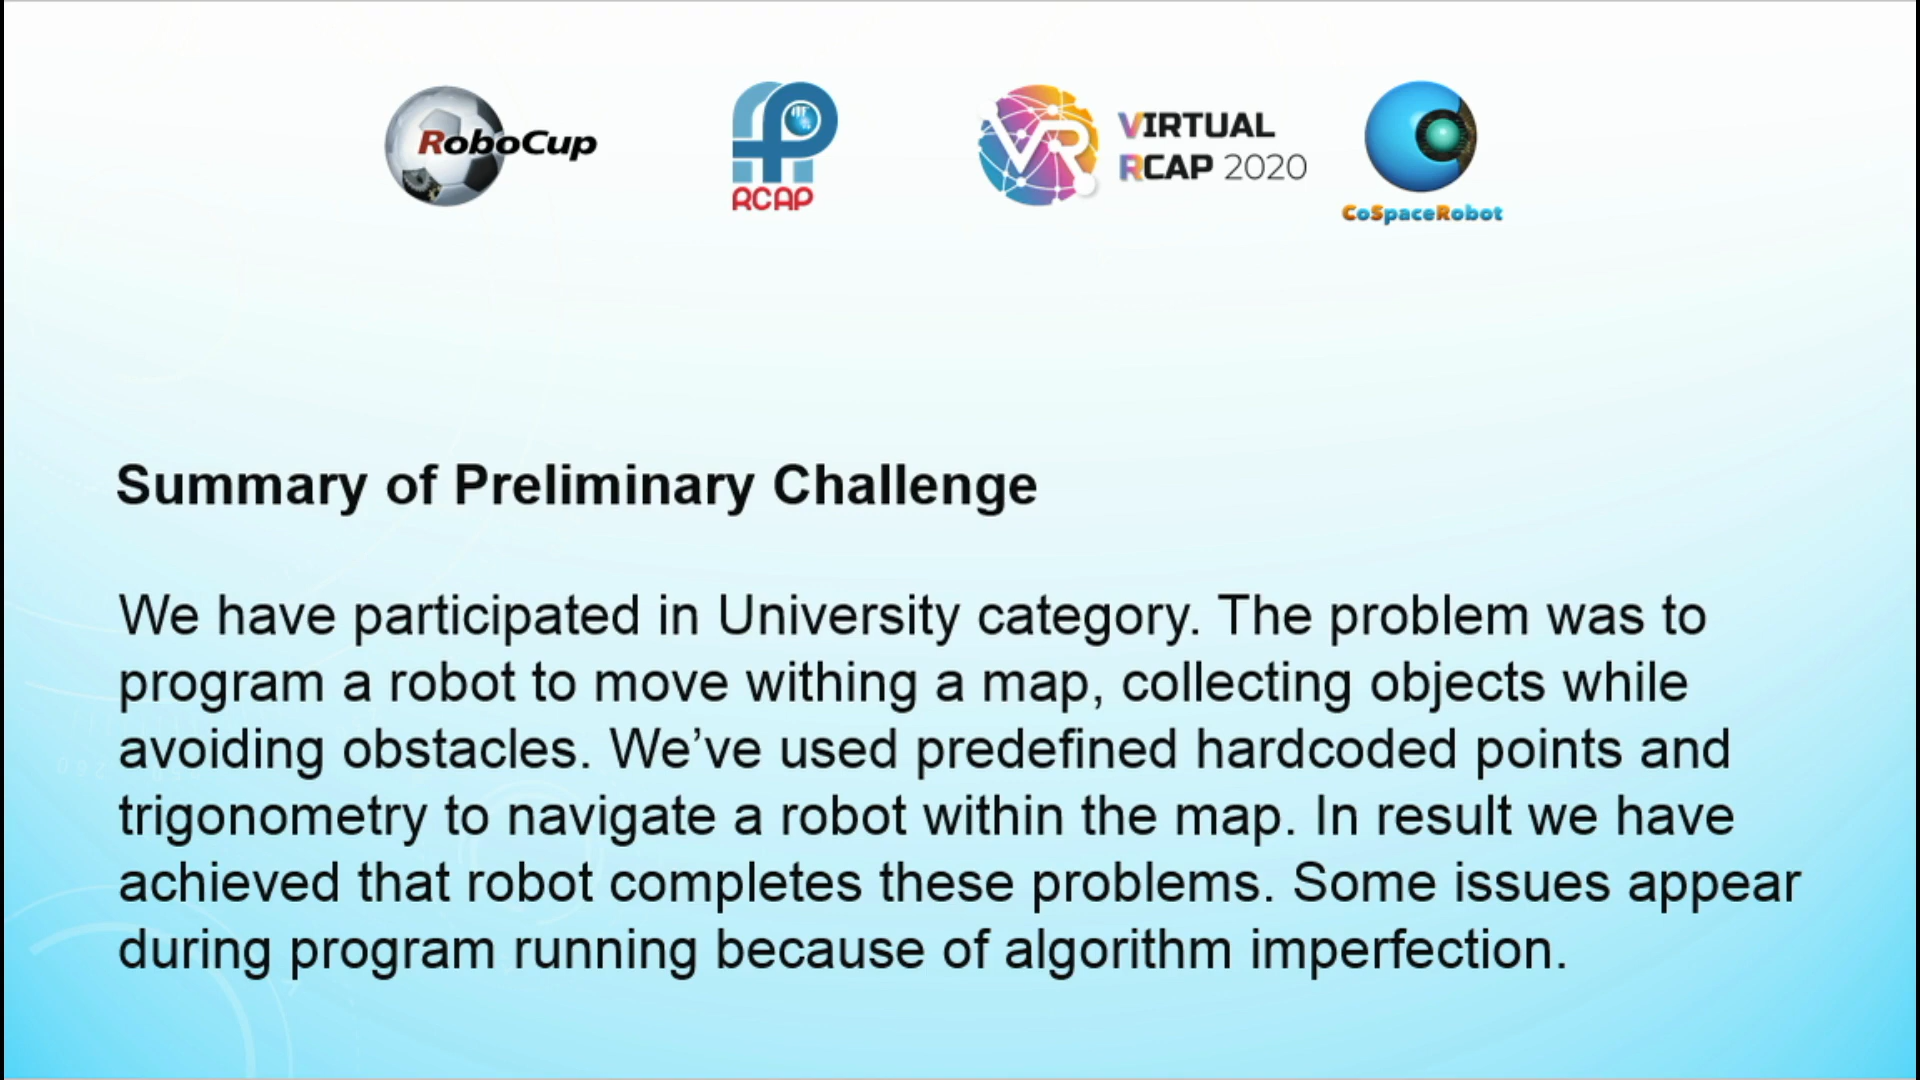 RoboCup
RCAP
VR
VIRTUAL
RCAP 2020
CoSpaceRobot
Summary of Preliminary Challenge
We have participated in University category. The problem was to
program a robot to move withing a map, collecting objects while
avoiding obstacles. We’ve used predefined hardcoded points and
trigonometry to navigate a robot within the map. In result we have
achieved that robot completes these problems. Some issues appear
during program running because of algorithm imperfection.